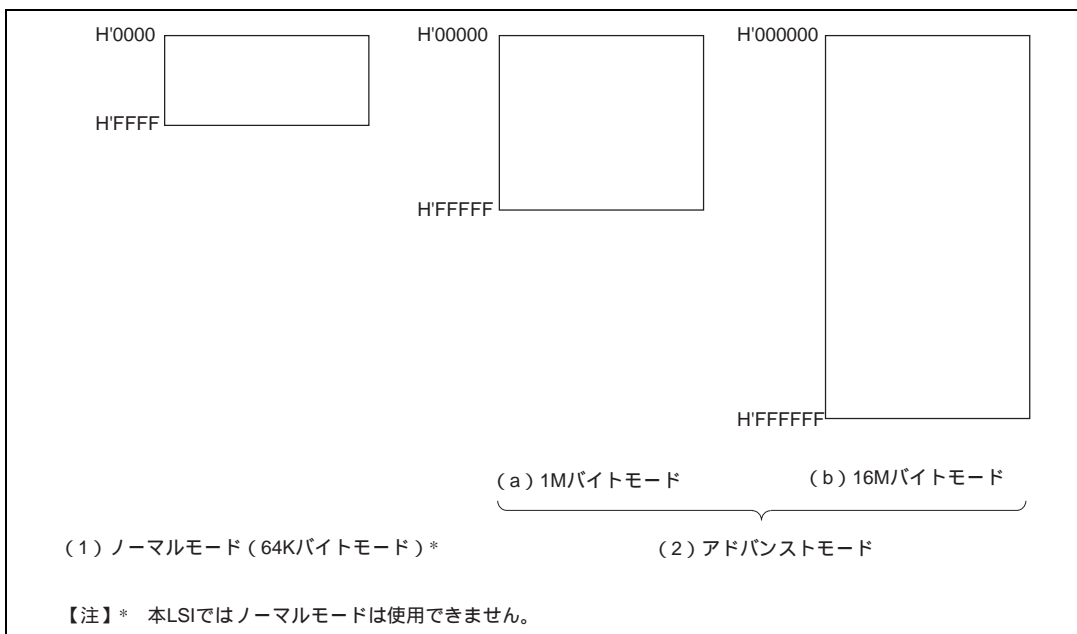 H'0000
H'FFFF
H'00000
H'FFFFF
H'000000
H'FFFFFF
（a）1Mバイトモード
（b）16Mバイトモード
（1）ノーマルモード（64Kバイトモード）*
（2）アドバンストモード
【注】*　本LSIではノーマルモードは使用できません。